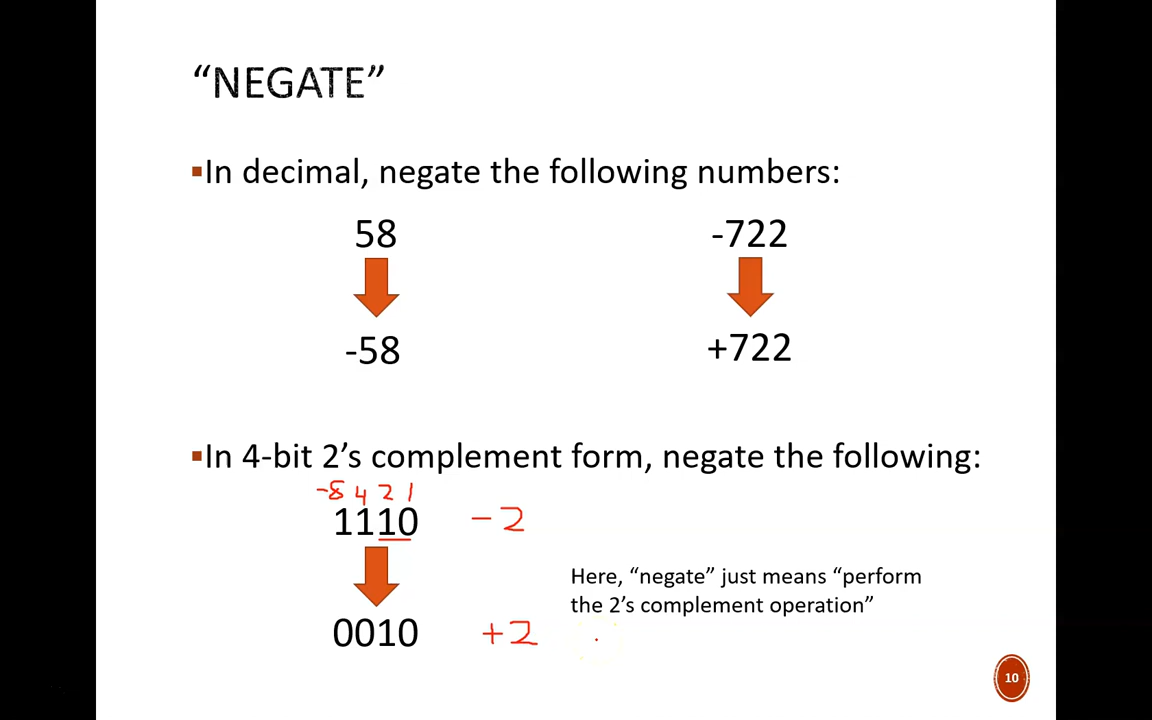 “NEGATE”
▪In decimal, negate the following numbers:
58 -722
-58 +722
▪In 4-bit 2’s complement form, negate the following:
-8 4 2 1
1110 -2
Here, “negate” just means “perform
the 2’s complement operation”
0010 +2
10